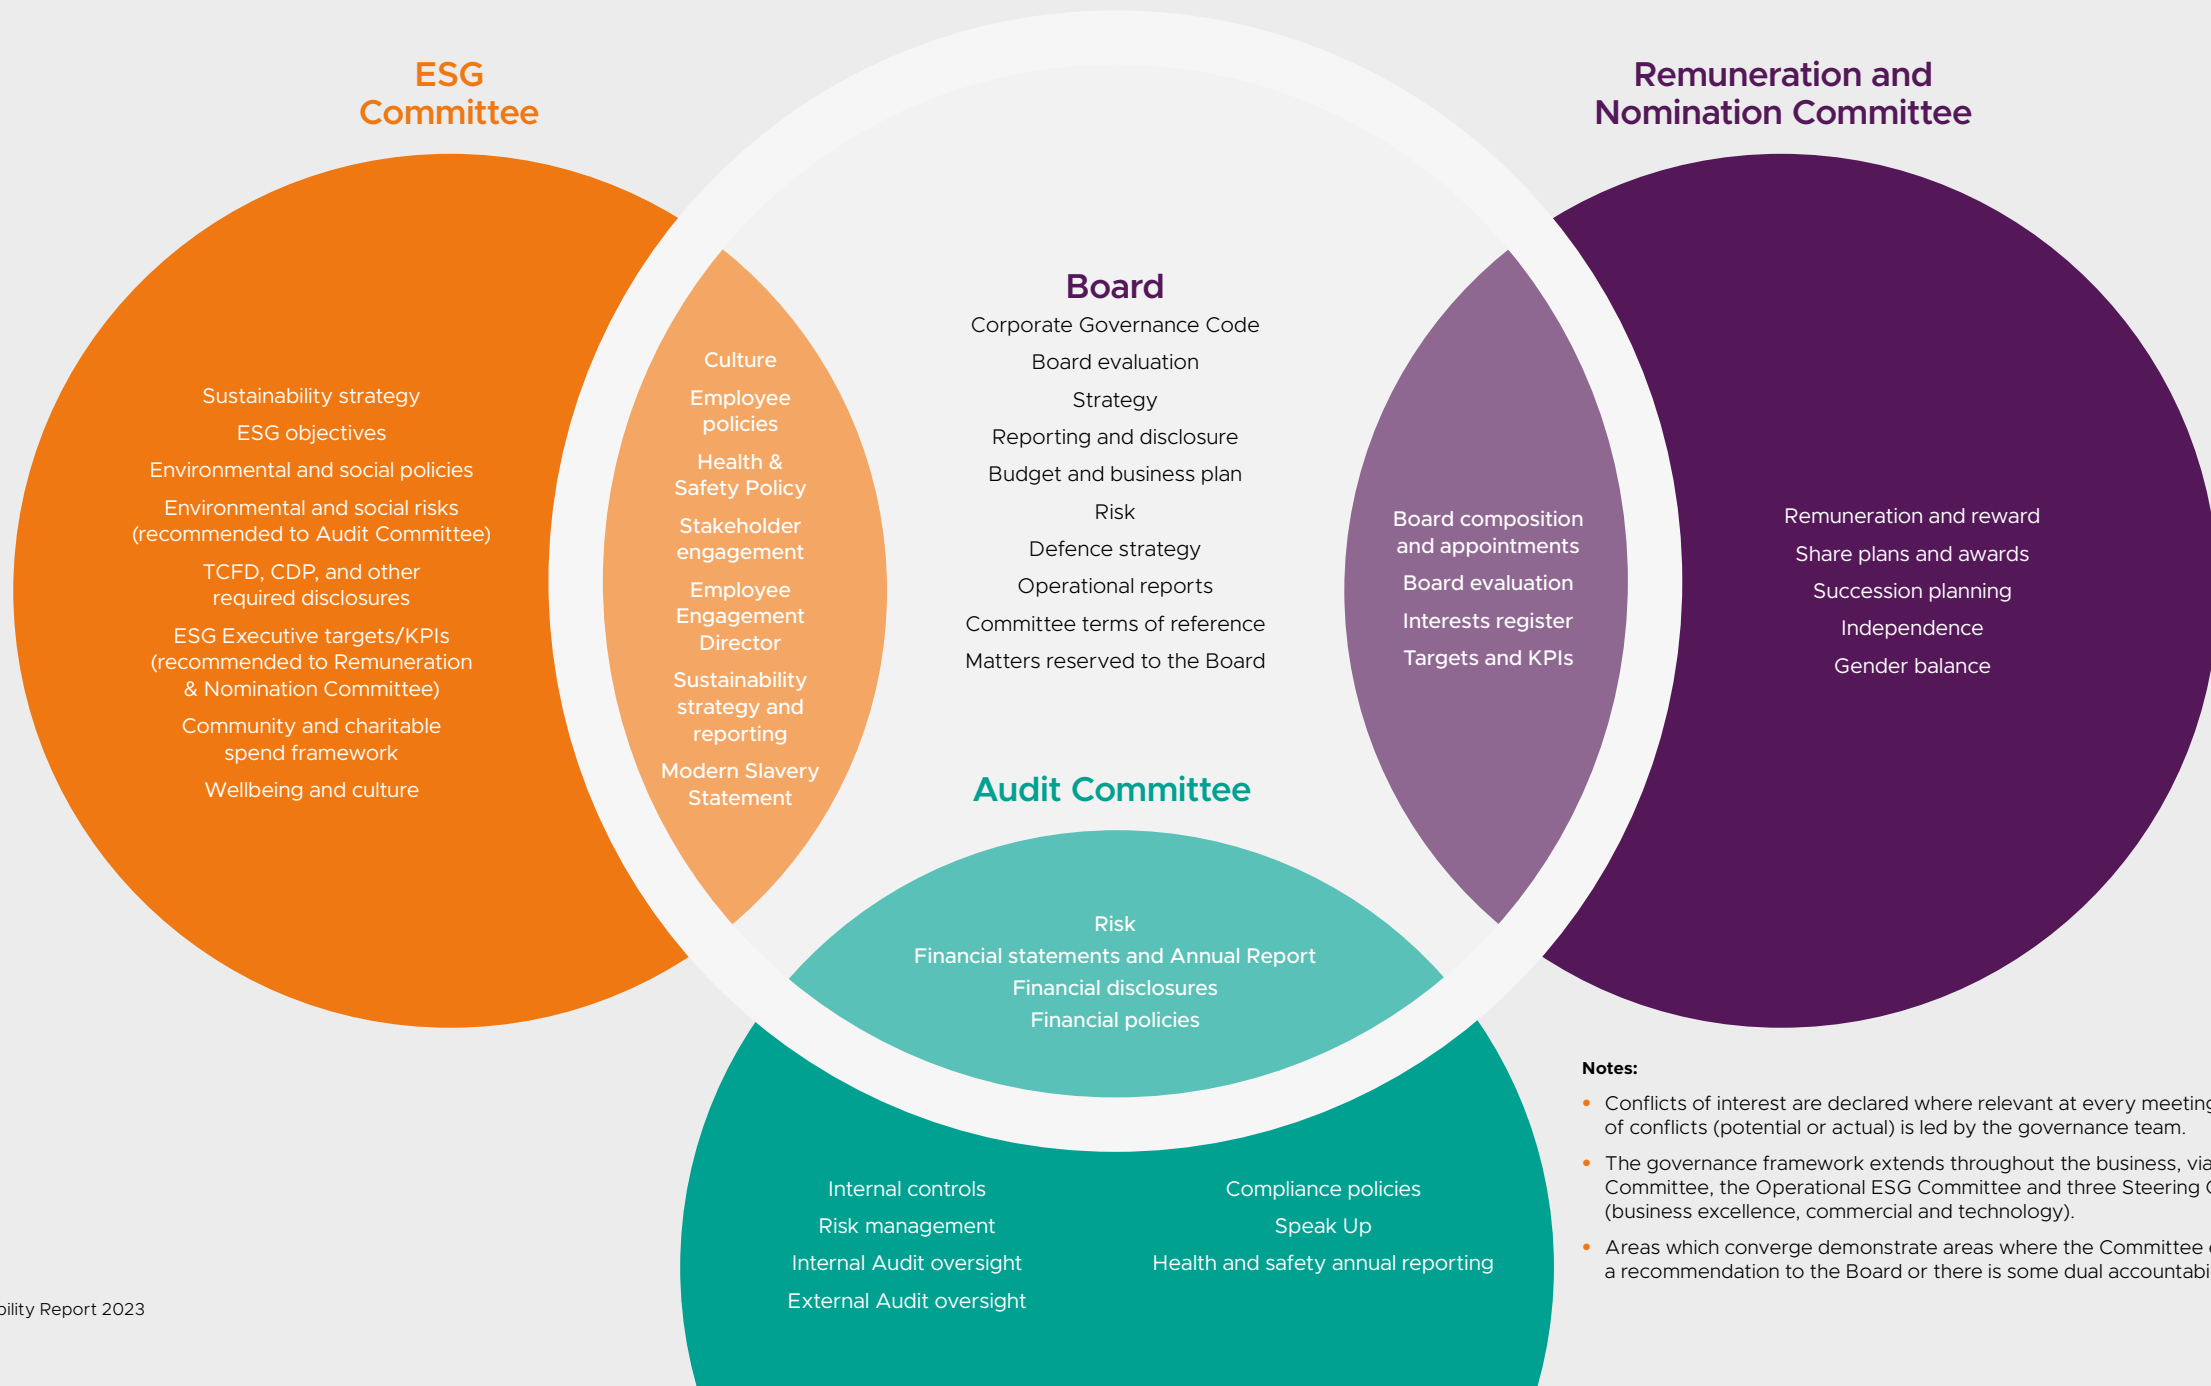 ESG
Committee
Sustainability strategy
ESG objectives
Environmental and social policies
Environmental and social risks
(recommended to Audit Committee)
TCFD, CDP, and other
required disclosures
ESG Executive targets/KPIs
(recommended to Remuneration
& Nomination Committee)
Community and charitable
spend framework
Wellbeing and culture
Culture
Employee
policies
Health &
Safety Policy
Stakeholder
engagement
Employee
Engagement
Director
Sustainability
strategy and
reporting
Modern Slavery
Statement
Board
Corporate Governance Code
Board evaluation
Strategy
Reporting and disclosure
Budget and business plan
Risk
Defence strategy
Operational reports
Committee terms of reference
Matters reserved to the Board
Remuneration and
Nomination Committee
Board composition
and appointments
Board evaluation
Interests register
Targets and KPIs
Remuneration and reward
Share plans and awards
Succession planning
Independence
Gender balance
Audit Committee
Risk
Financial statements and Annual Report
Financial disclosures
Financial policies
Internal controls
Risk management
Internal Audit oversight
External Audit oversight
Compliance policies
Speak Up
Health and safety annual reporting
Notes:
• Conflicts of interest are declared where relevant at every meeting
of conflicts (potential or actual) is led by the governance team.
• The governance framework extends throughout the business, via
Committee, the Operational ESG Committee and three Steering
(business excellence, commercial and technology).
• Areas which converge demonstrate areas where the Committee
a recommendation to the Board or there is some dual
Report 2023